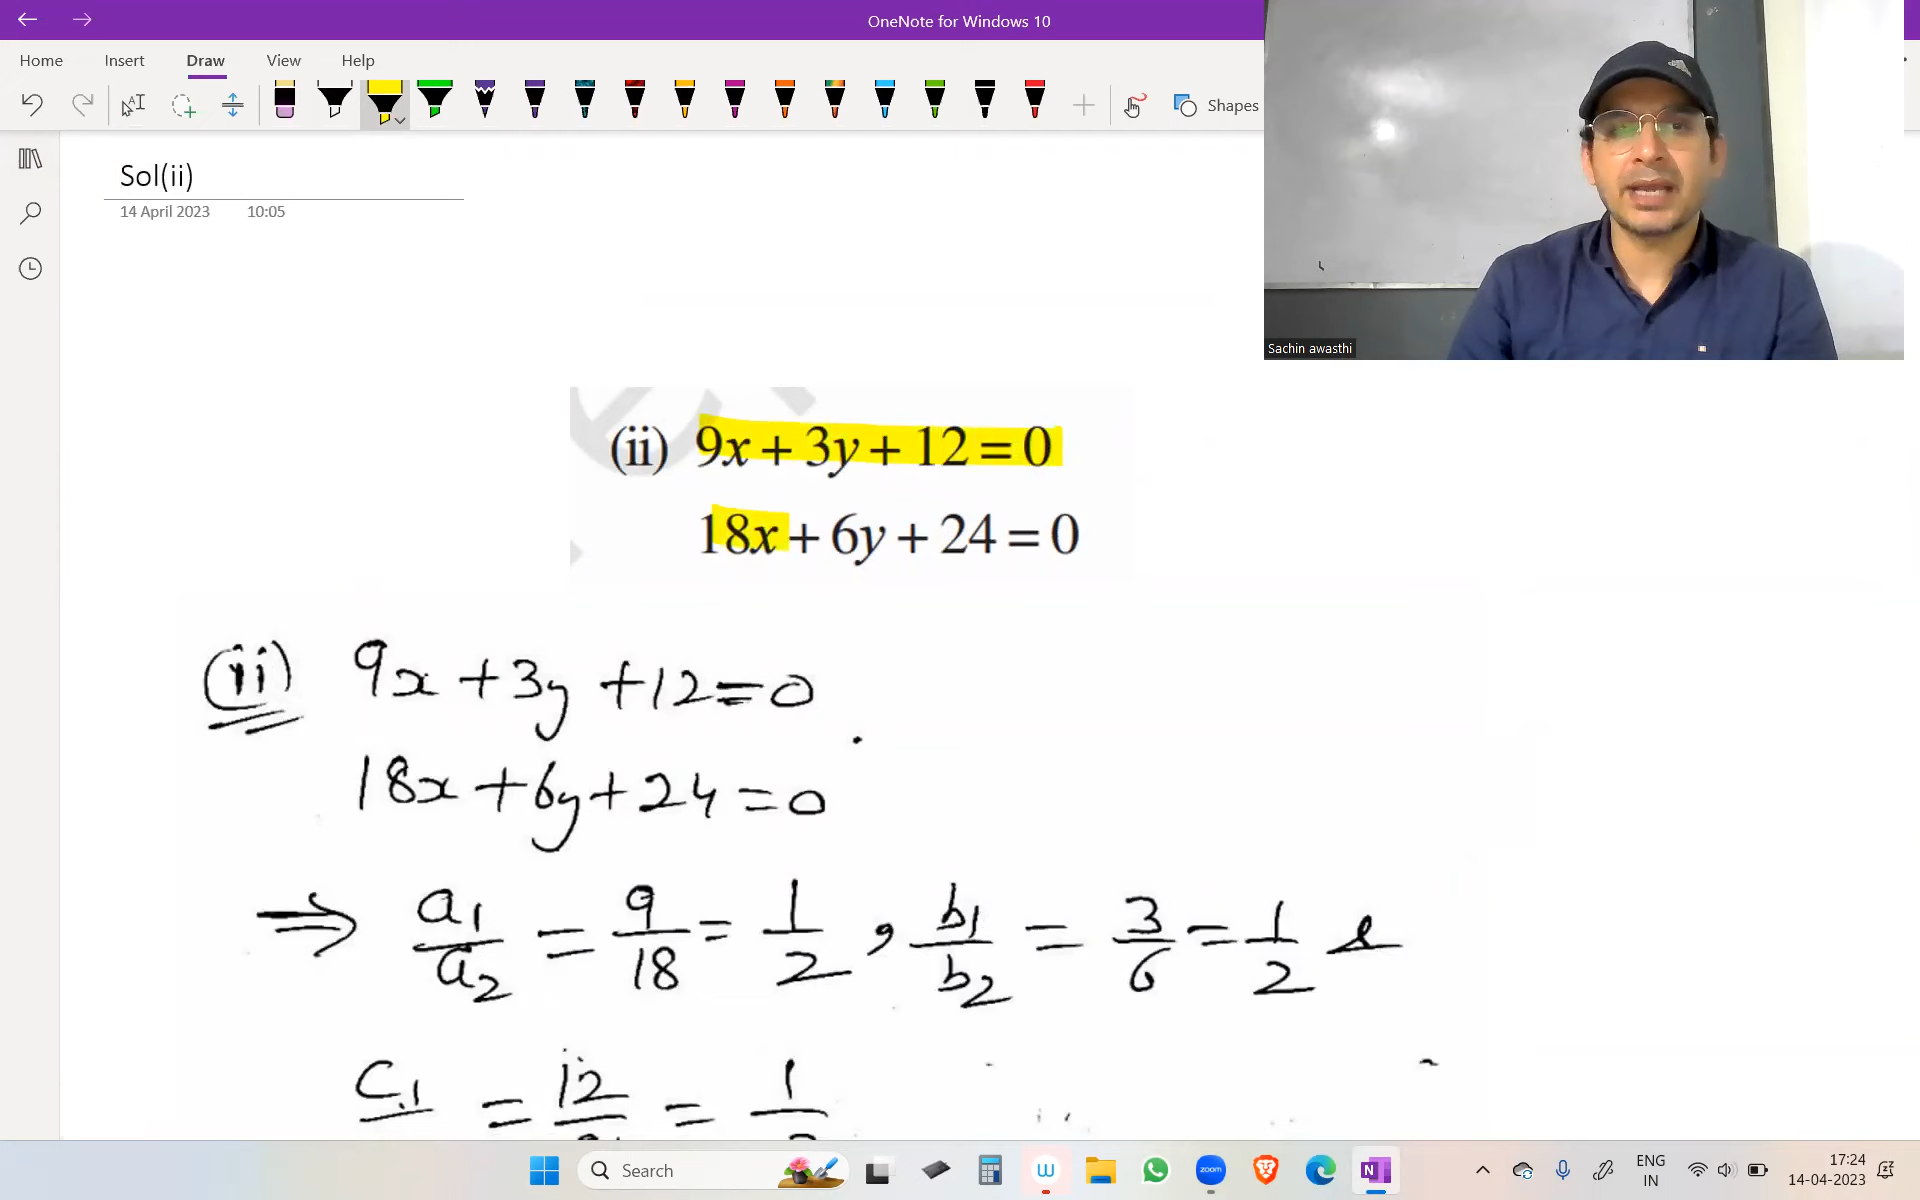 OneNote for Windows 10
Home Insert Draw View Help
Shapes
Sol(ii)
14 April 2023 10:05
Sachin awasthi
(ii) 9x + 3y + 12 = 0
18x + 6y + 24 = 0
(ii) 9x + 3y + 12 = 0
18x + 6y + 24 = 0
⇒ a1/a2 = 9/18 = 1/2 , b1/b2 = 3/6 = 1/2 &
c1 = 12 = 1
Search
zoom
ENG
IN
17:24
14-04-2023